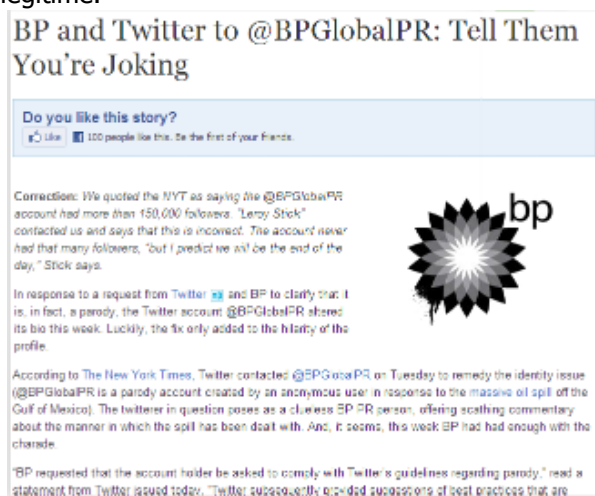 legitime.
BP and Twitter to @BPGlobalPR: Tell Them
You're Joking
Do you like this story?
Like 100 people like this. Be the first of your friends.
Correction: We quoted the NYT as saying the @BPGlobalPR
account had more than 150,000 followers. "Leroy Stick"
contacted us and says that this is incorrect. The account never
had that many followers, "but I predict we will be the end of the
day," Stick says.
bp
In response to a request from Twitter and BP to clarify that it
is, in fact, a parody, the Twitter account @BPGlobalPR altered
its bio this week. Luckily, the fix only added to the hilarity of the
profile.
According to The New York Times, Twitter contacted @BPGlobalPR on Tuesday to remedy the identity issue
(@BPGlobalPR is a parody account created by an anonymous user in response to the massive oil spill off the
Gulf of Mexico). The twitterer in question poses as a clueless BP PR person, offering scathing commentary
about the manner in which the spill has been dealt with. And, it seems, this week BP had had enough with the
charade.
"BP requested that the account holder be asked to comply with Twitter's guidelines regarding parody," read a
statement from Twitter issued today. "Twitter subsequently provided suggestions of best practices that are